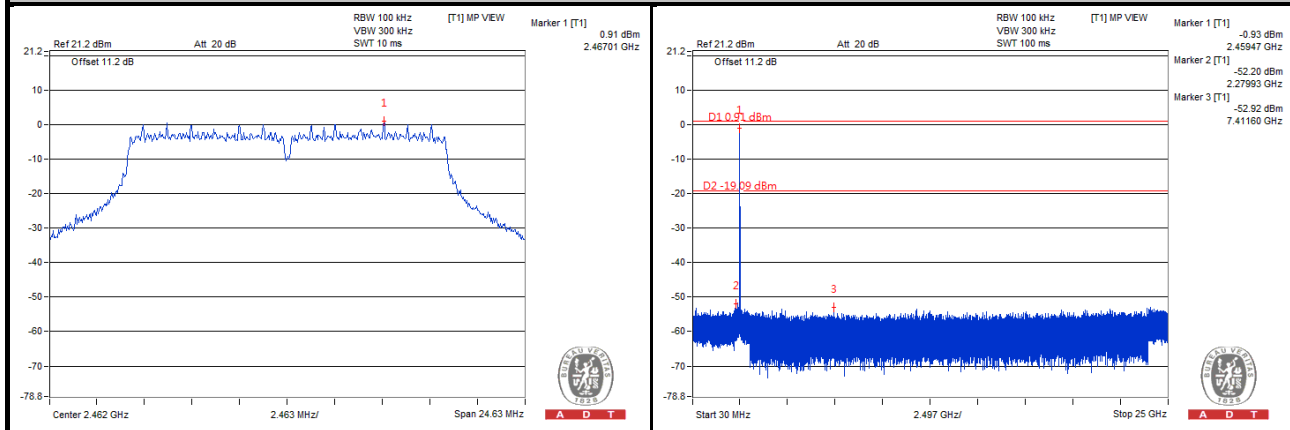 RBW 100 kHz [T1] MP VIEW
VBW 300 kHz
Ref 21.2 dBm Att 20 dB SWT 10 ms
Marker 1 [T1]
0.91 dBm
2.46701 GHz
21.2
Offset 11.2 dB
10
1
0
-10
-20
-30
-40
-50
-60
-70
-78.8
Center 2.462 GHz 2.463 MHz/ Span 24.63 MHz
BUREAU VERITAS
1828
A D T
RBW 100 kHz [T1] MP VIEW
VBW 300 kHz
Ref 21.2 dBm Att 20 dB SWT 100 ms
Marker 1 [T1]
-0.93 dBm
2.45947 GHz
Marker 2 [T1]
-52.20 dBm
2.27993 GHz
Marker 3 [T1]
-52.92 dBm
7.41160 GHz
21.2
Offset 11.2 dB
10
1
D1 0.91 dBm
0
-10
D2 -19.09 dBm
-20
-30
-40
2
3
-50
-60
-70
-78.8
Start 30 MHz 2.497 GHz/ Stop 25 GHz
BUREAU VERITAS
1828
A D T